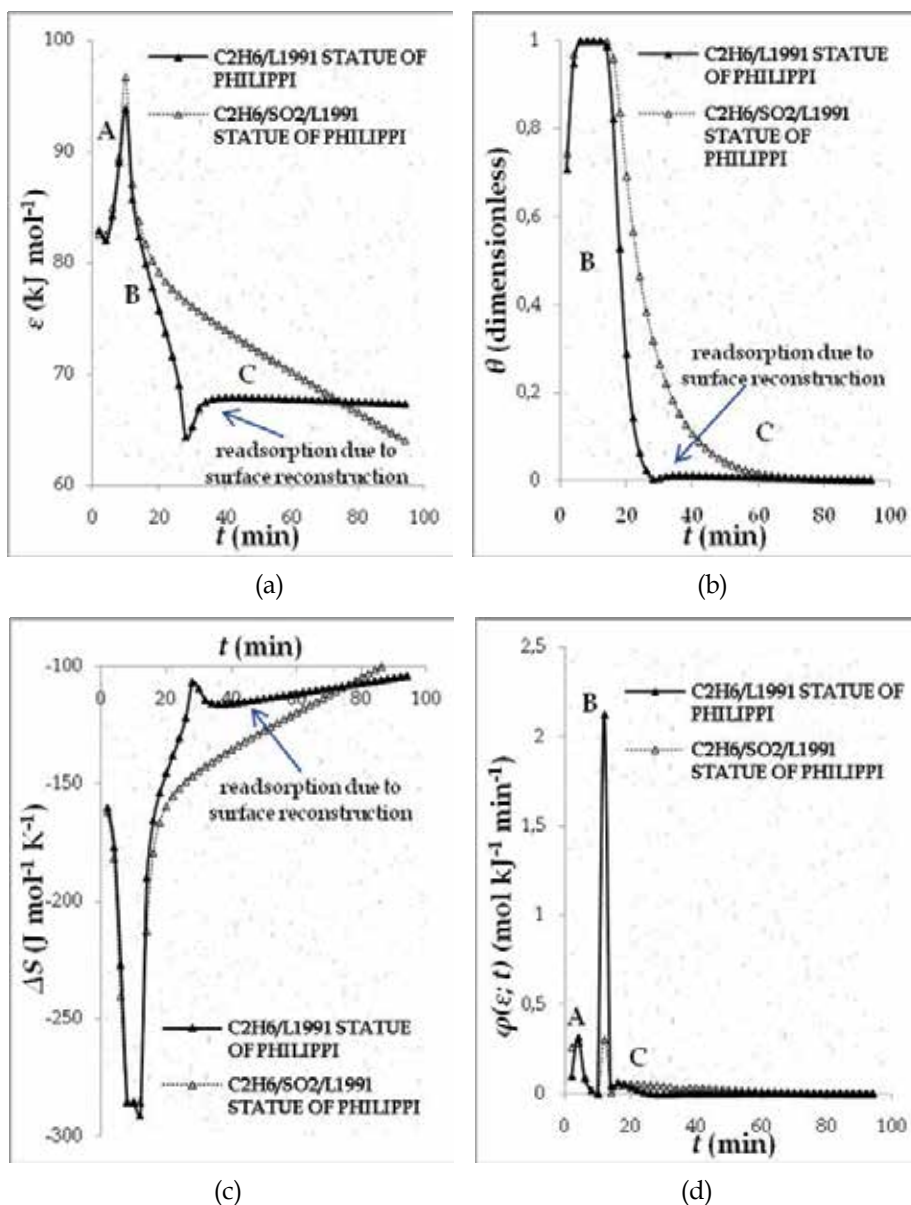 100
90
80
70
60
ε (kJ mol⁻¹)
C2H6/L1991 STATUE OF
PHILIPPI
C2H6/SO2/L1991
STATUE OF PHILIPPI
A
B
C
readsorption due to
surface reconstruction
0 20 40 60 80 100
t (min)
(a)
1
0,8
0,6
0,4
0,2
0
θ (dimensionless)
C2H6/L1991 STATUE
OF PHILIPPI
C2H6/SO2/L1991
STATUE OF
PHILIPPI
B
readsorption due to
surface reconstruction
C
0 20 40 60 80 100
t (min)
(b)
t (min)
0 20 40 60 80 100
-100
-150
-200
-250
-300
ΔS (J mol⁻¹ K⁻¹)
readsorption due to
surface reconstruction
C2H6/L1991 STATUE
OF PHILIPPI
C2H6/SO2/L1991
STATUE OF PHILIPPI
(c)
2,5
2
1,5
1
0,5
0
φ(ε; t) (mol kJ⁻¹ min⁻¹)
C2H6/L1991 STATUE OF
PHILIPPI
C2H6/SO2/L1991
STATUE OF PHILIPPI
B
A
C
0 20 40 60 80 100
t (min)
(d)